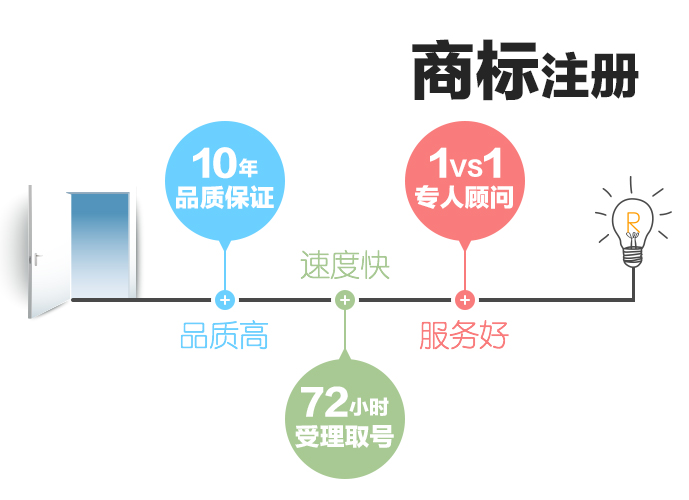 商标注册
10年
品质保证
1VS1
专人顾问
R
速度快
品质高
服务好
72小时
受理取号